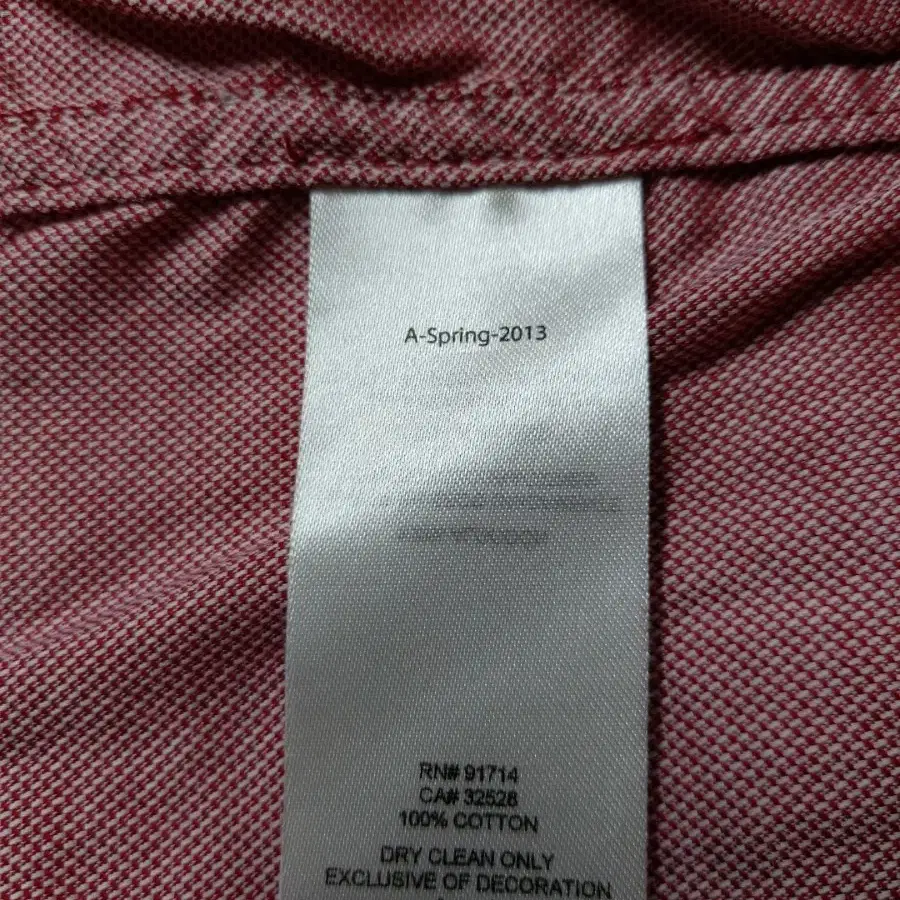 A-Spring-2013
RN# 91714
CA# 32528
100% COTTON
DRY CLEAN ONLY
EXCLUSIVE OF DECORATION